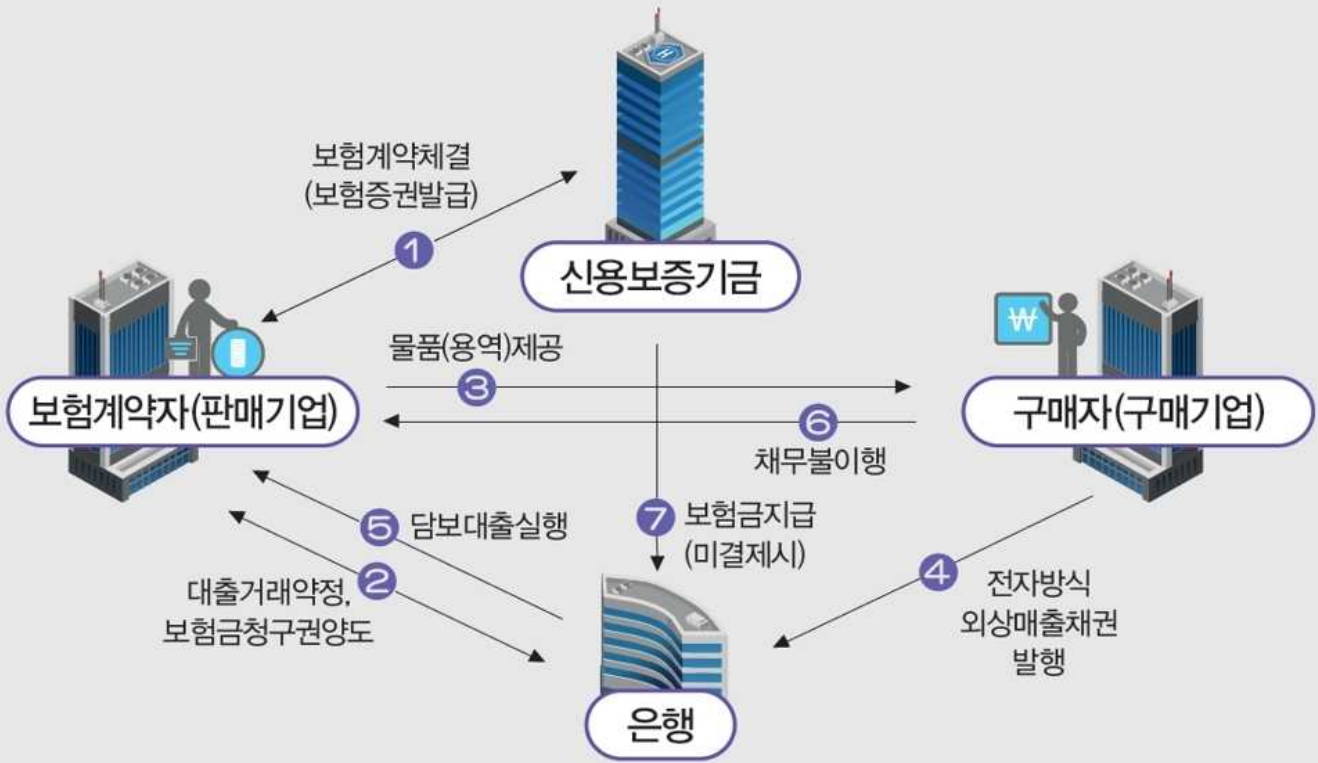 H
보험계약체결
(보험증권발급)
1
신용보증기금
₩
물품(용역)제공
3
보험계약자(판매기업)
구매자(구매기업)
6
채무불이행
5 담보대출실행
7 보험금지급
(미결제시)
2
대출거래약정,
보험금청구권양도
4 전자방식
외상매출채권
발행
은행